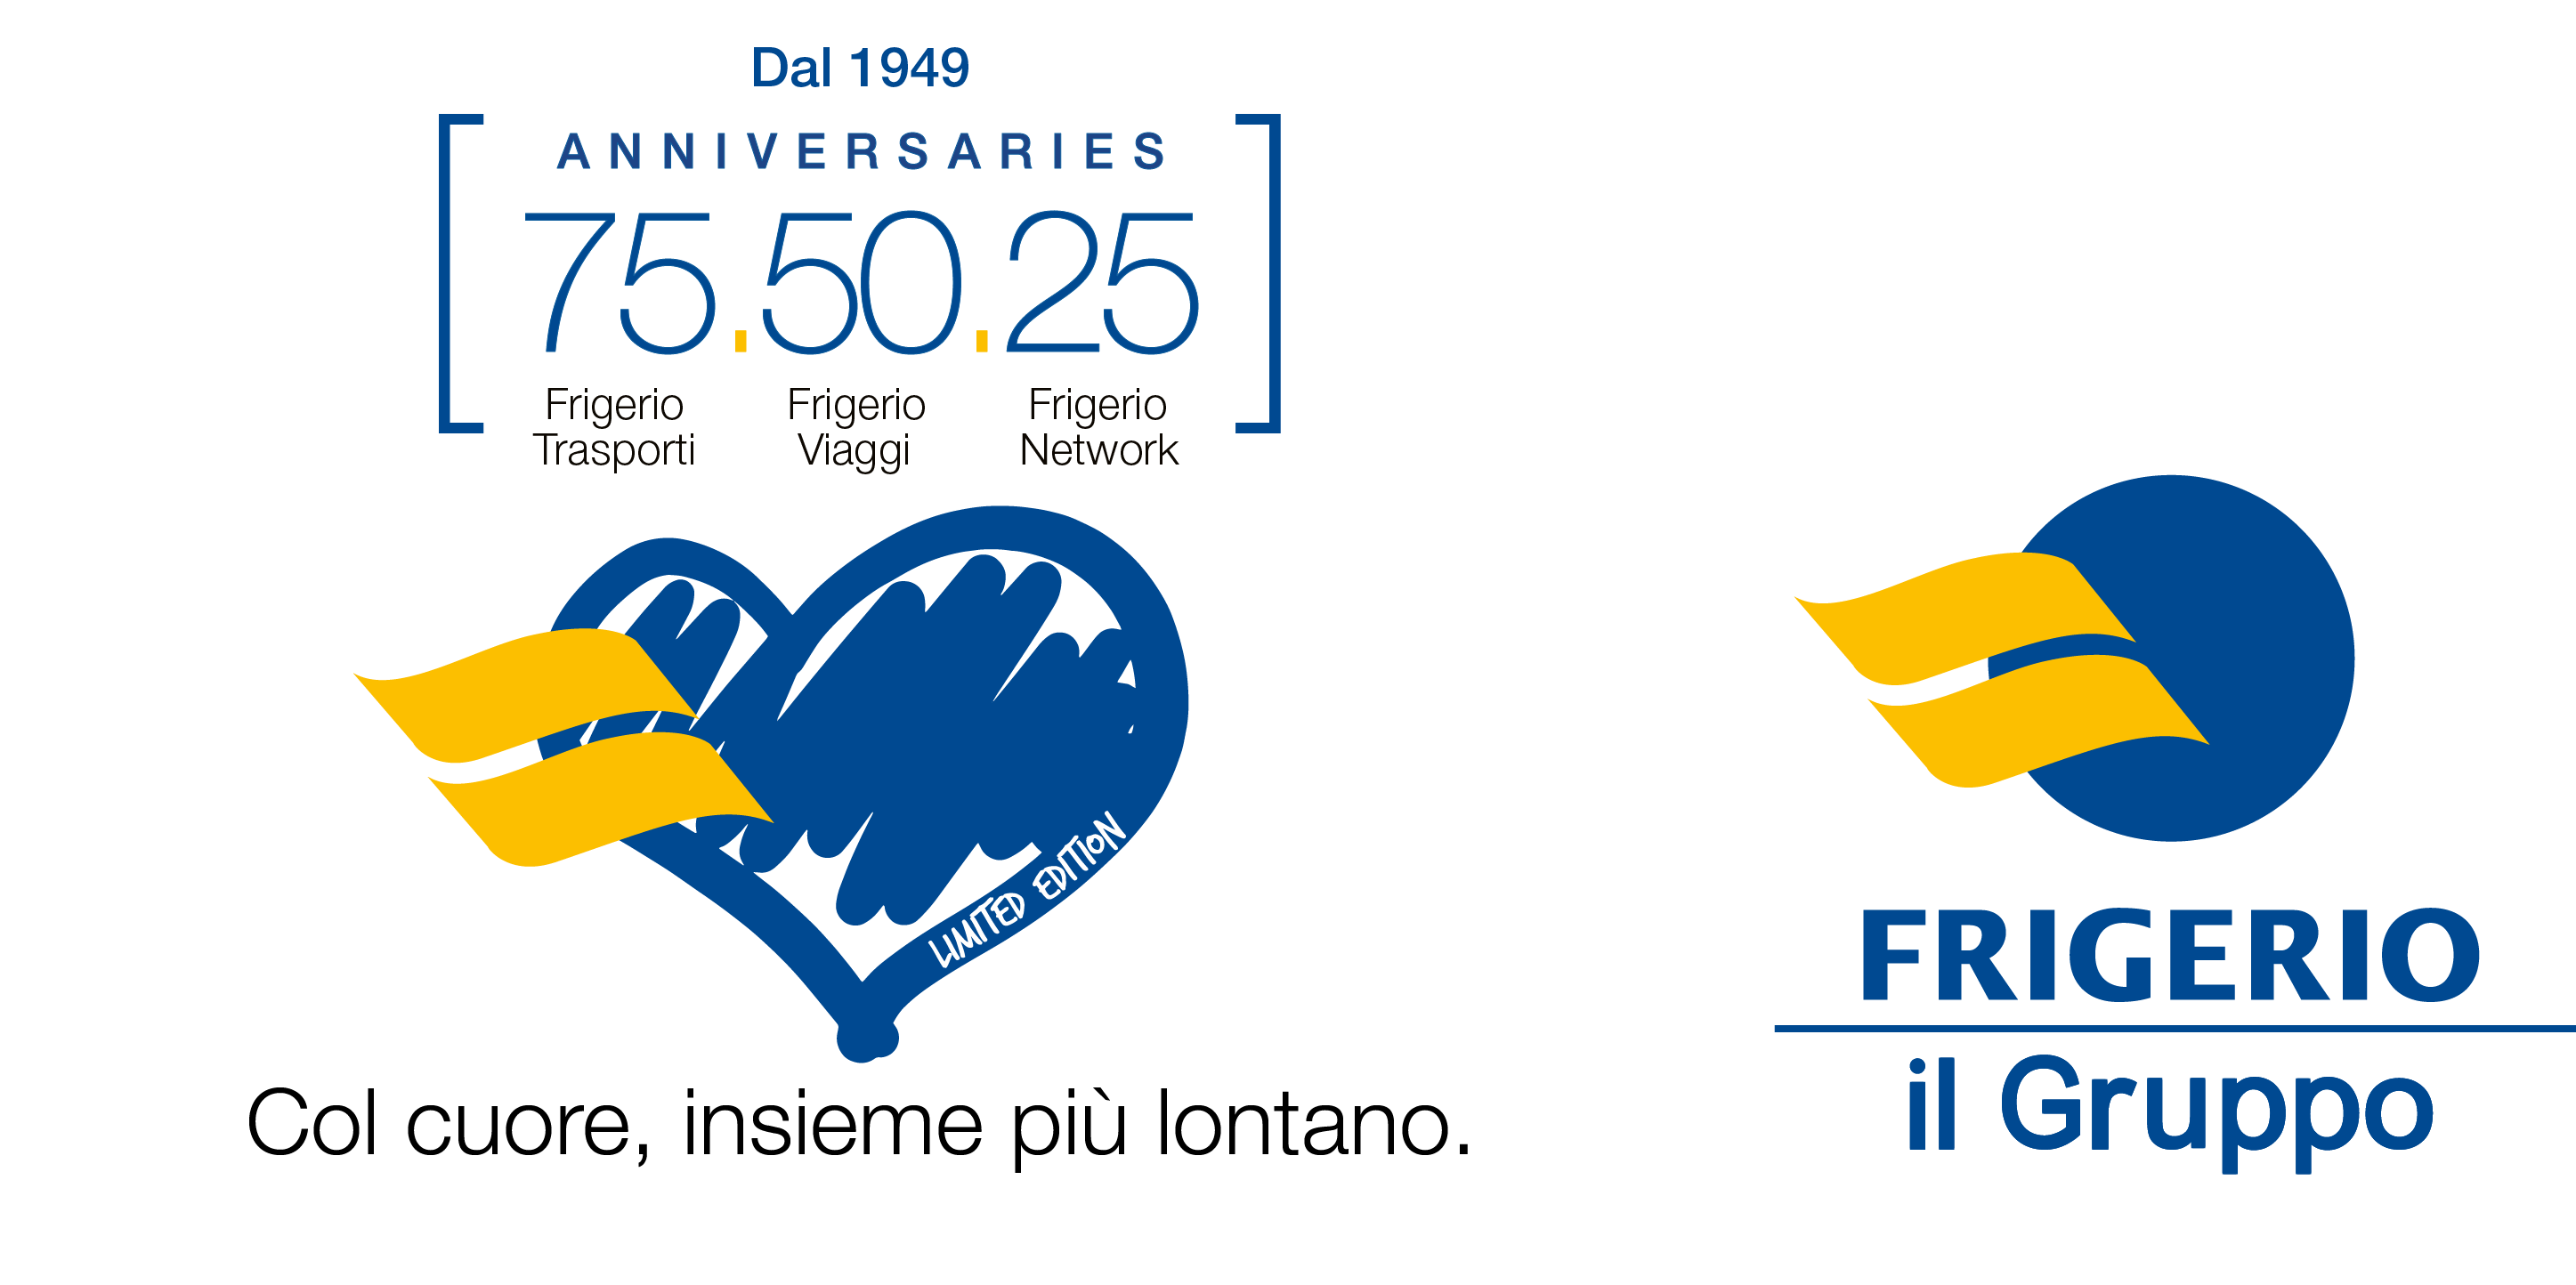 Dal 1949
ANNIVERSARIES
75.50.25
Frigerio Trasporti
Frigerio Viaggi
Frigerio Network
LIMITED EDITION
Col cuore, insieme più lontano.
FRIGERIO
il Gruppo